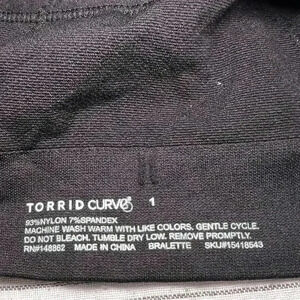 TORRID CURVE 1
93%NYLON 7%SPANDEX
MACHINE WASH WARM WITH LIKE COLORS. GENTLE CYCLE.
DO NOT BLEACH. TUMBLE DRY LOW. REMOVE PROMPTLY.
RN#148862 MADE IN CHINA BRALETTE SKU#15418543